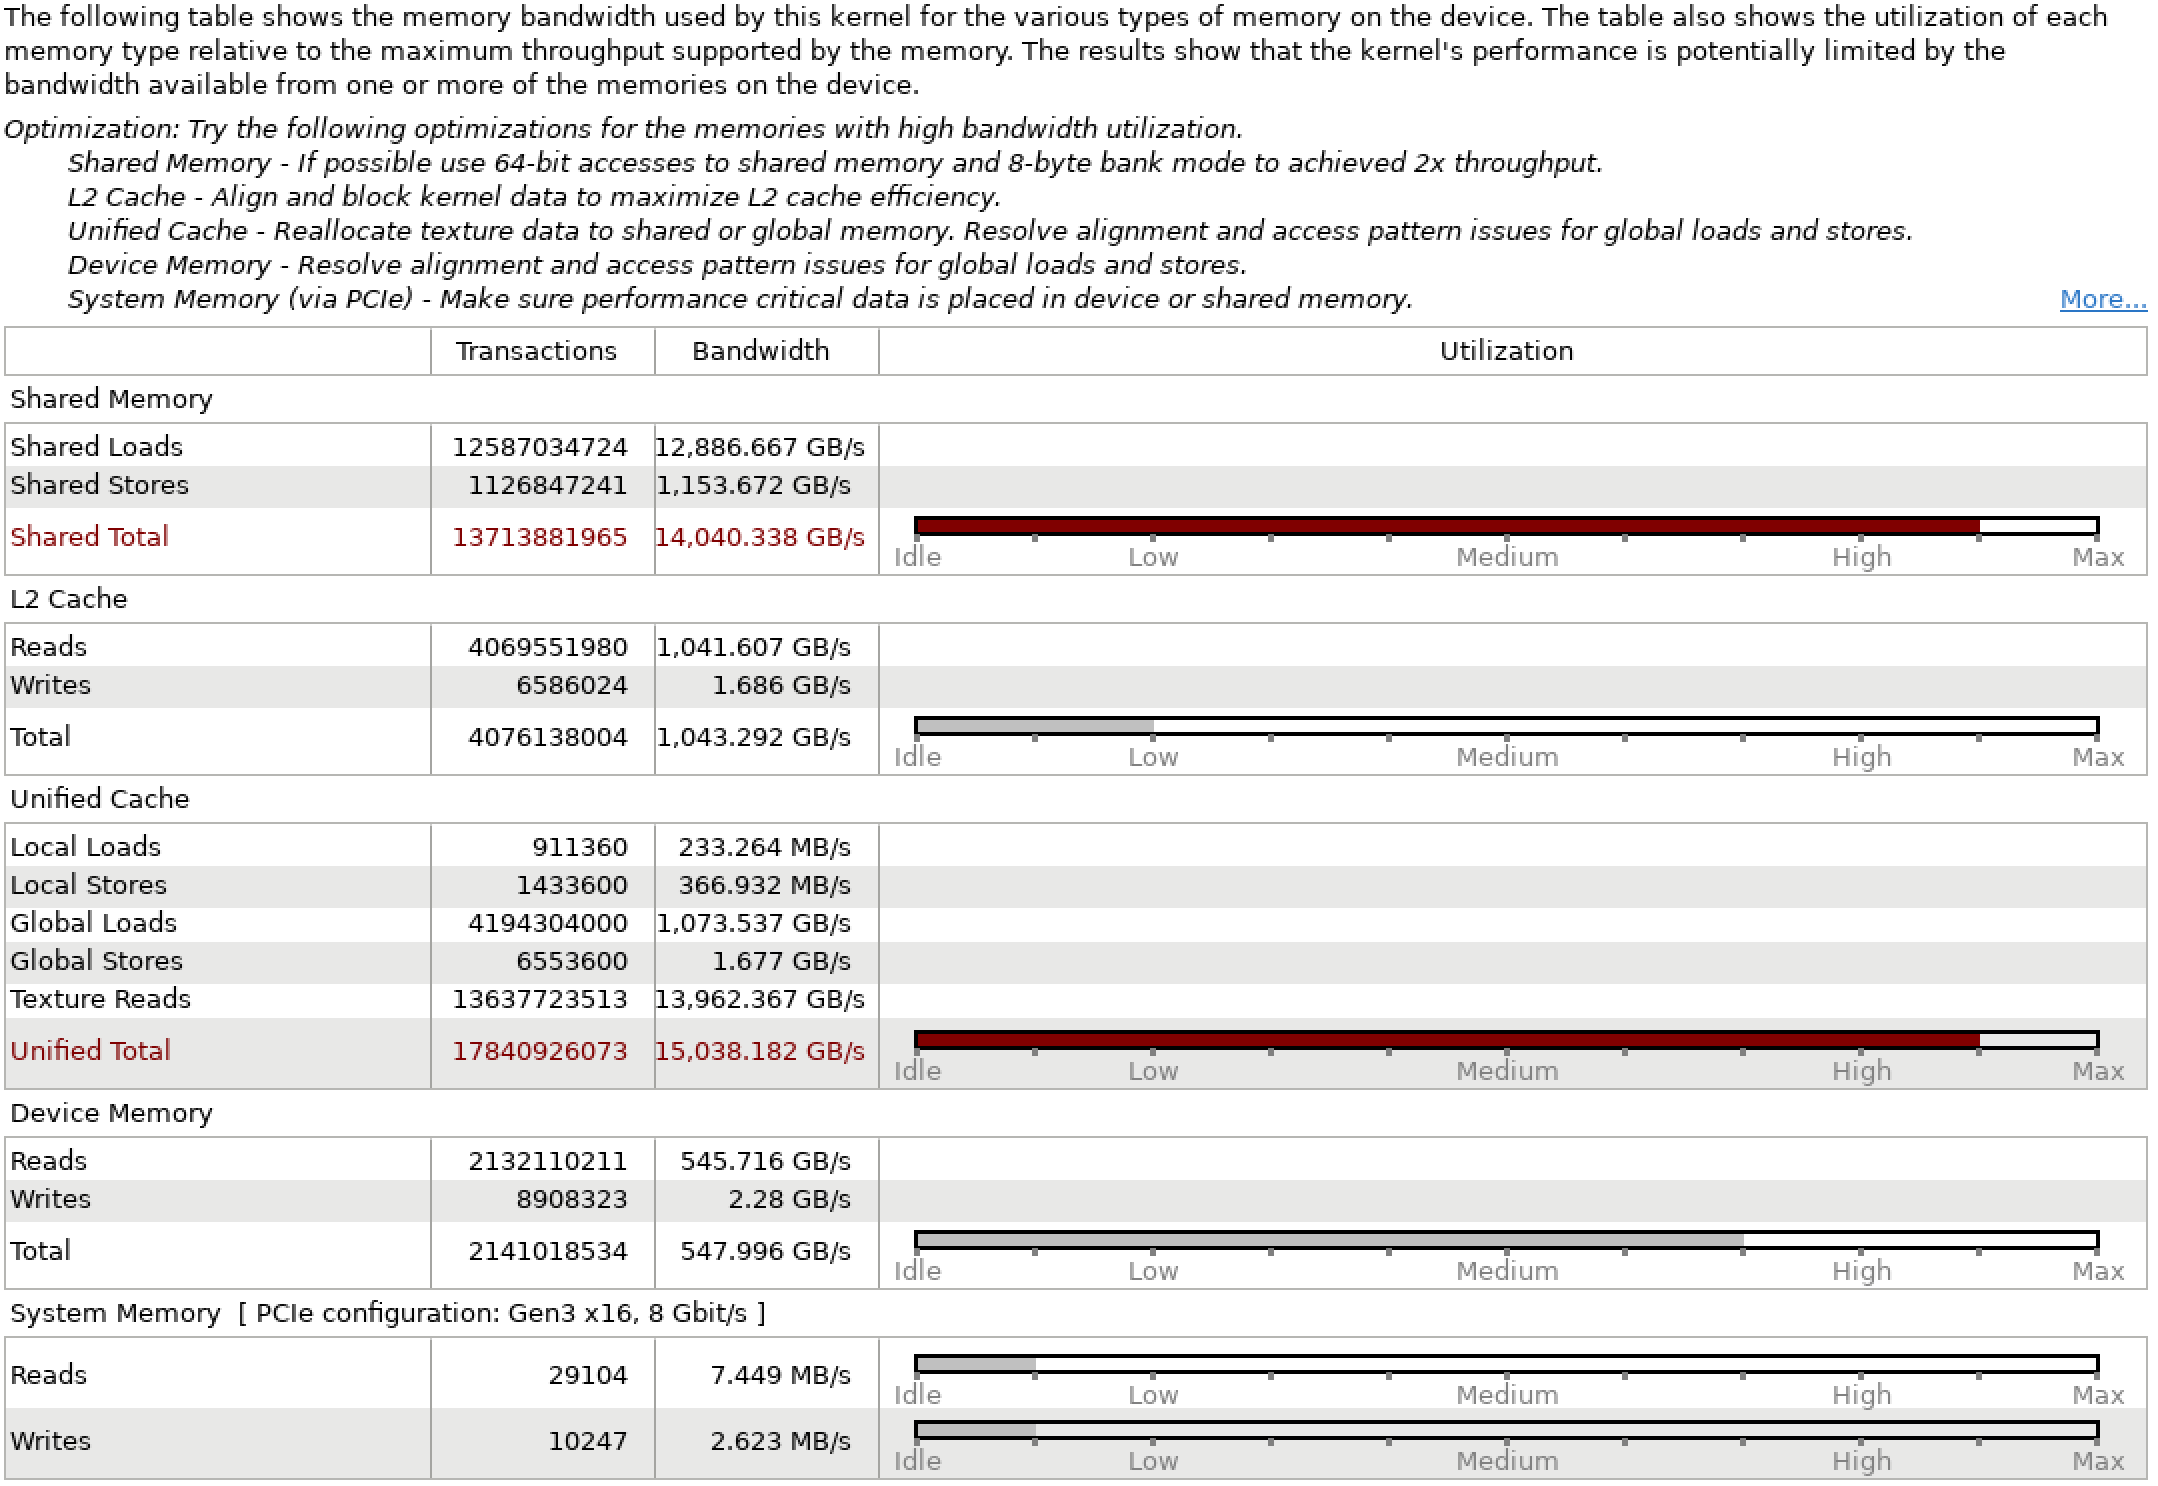 The following table shows the memory bandwidth used by this kernel for the various types of memory on the device. The table also shows the utilization of each
memory type relative to the maximum throughput supported by the memory. The results show that the kernel's performance is potentially limited by the
bandwidth available from one or more of the memories on the device.
Optimization: Try the following optimizations for the memories with high bandwidth utilization.
Shared Memory - If possible use 64-bit accesses to shared memory and 8-byte bank mode to achieved 2x throughput.
L2 Cache - Align and block kernel data to maximize L2 cache efficiency.
Unified Cache - Reallocate texture data to shared or global memory. Resolve alignment and access pattern issues for global loads and stores.
Device Memory - Resolve alignment and access pattern issues for global loads and stores.
System Memory (via PCIe) - Make sure performance critical data is placed in device or shared memory. More...
Transactions Bandwidth Utilization
Shared Memory
Shared Loads 12587034724 12,886.667 GB/s
Shared Stores 1126847241 1,153.672 GB/s
Shared Total 13713881965 14,040.338 GB/s
Idle Low Medium High Max
L2 Cache
Reads 4069551980 1,041.607 GB/s
Writes 6586024 1.686 GB/s
Total 4076138004 1,043.292 GB/s
Idle Low Medium High Max
Unified Cache
Local Loads 911360 233.264 MB/s
Local Stores 1433600 366.932 MB/s
Global Loads 4194304000 1,073.537 GB/s
Global Stores 6553600 1.677 GB/s
Texture Reads 13637723513 13,962.367 GB/s
Unified Total 17840926073 15,038.182 GB/s
Idle Low Medium High Max
Device Memory
Reads 2132110211 545.716 GB/s
Writes 8908323 2.28 GB/s
Total 2141018534 547.996 GB/s
Idle Low Medium High Max
System Memory [ PCIe configuration: Gen3 x16, 8 Gbit/s ]
Reads 29104 7.449 MB/s
Idle Low Medium High Max
Writes 10247 2.623 MB/s
Idle Low Medium High Max